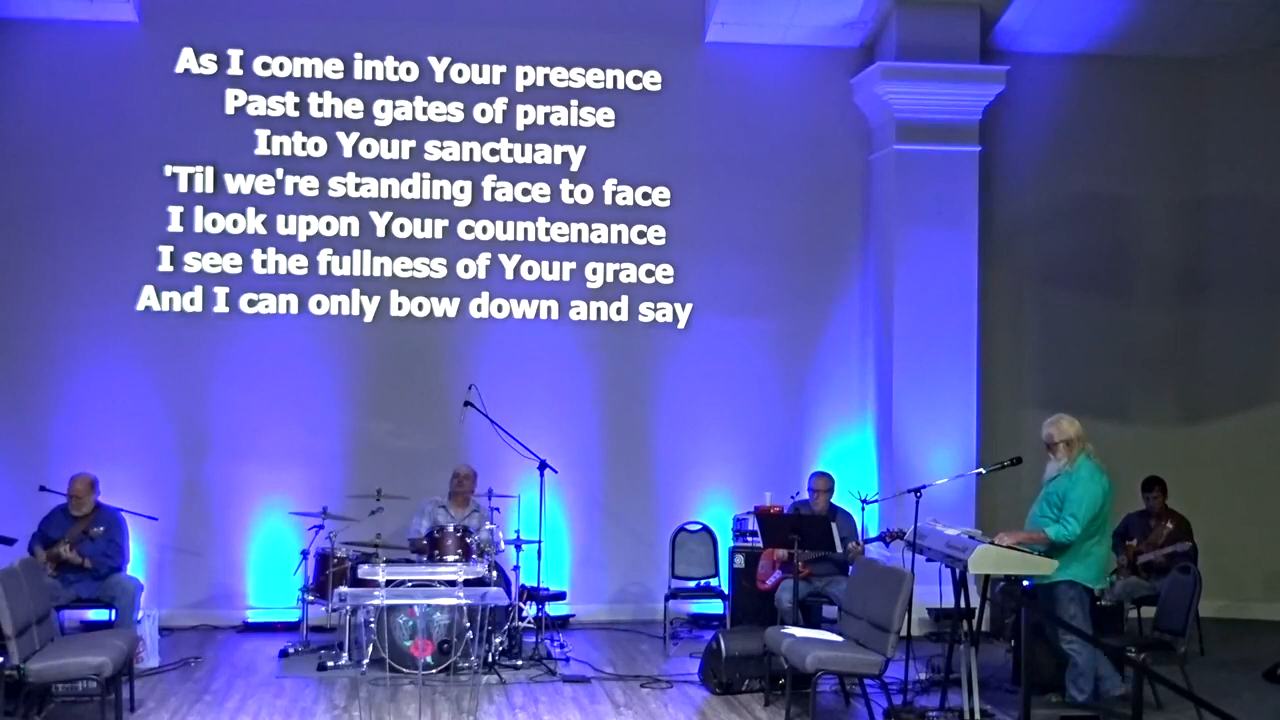 As I come into Your presence
Past the gates of praise
Into Your sanctuary
'Til we're standing face to face
I look upon Your countenance
I see the fullness of Your grace
And I can only bow down and say